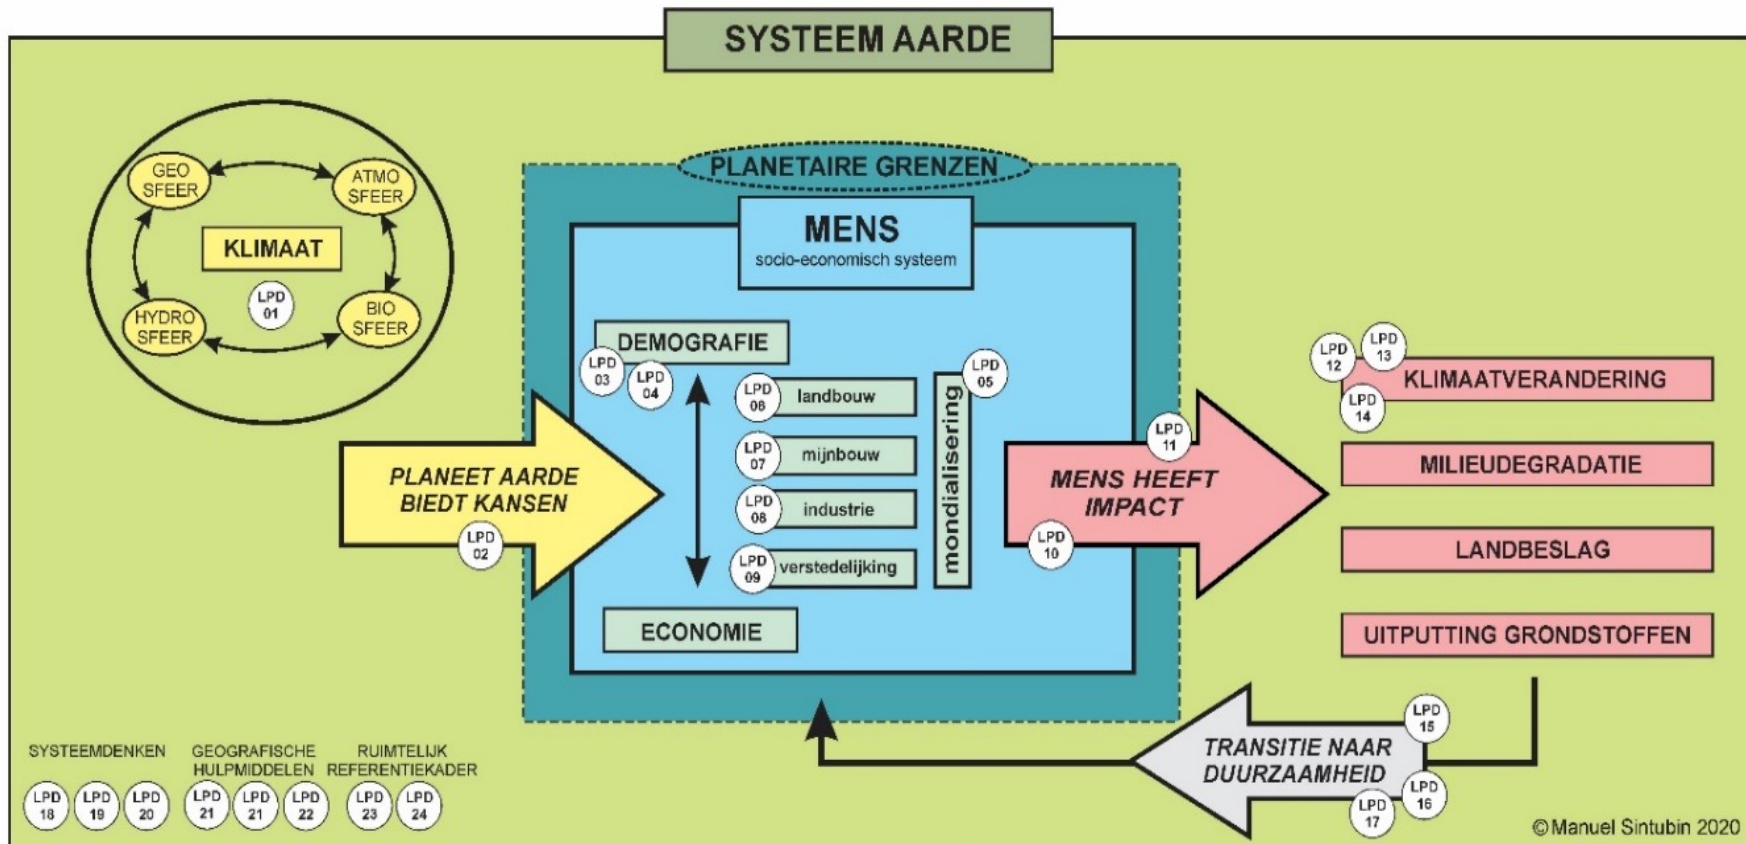 SYSTEEM AARDE
GEO
SFEER
ATMO
SFEER
KLIMAAT
LPD
01
HYDRO
SFEER
BIO
SFEER
PLANETAIRE GRENZEN
MENS
socio-economisch systeem
DEMOGRAFIE
LPD
03
LPD
04
LPD
05
LPD
06
landbouw
LPD
07
mijnbouw
LPD
08
industrie
LPD
09
verstedelijking
mondialisering
ECONOMIE
PLANEET AARDE
BIEDT KANSEN
LPD
02
LPD
11
MENS HEEFT
IMPACT
LPD
10
LPD
12
LPD
13
KLIMAATVERANDERING
LPD
14
MILIEUDEGRADATIE
LANDBESLAG
UITPUTTING GRONDSTOFFEN
LPD
15
TRANSITIE NAAR
DUURZAAMHEID
LPD
16
LPD
17
SYSTEEMDENKEN
LPD
18
LPD
19
LPD
20
GEOGRAFISCHE
HULPMIDDELEN
LPD
21
LPD
21
LPD
22
RUIMTELIJK
REFERENTIEKADER
LPD
23
LPD
24
©Manuel Sintubin 2020